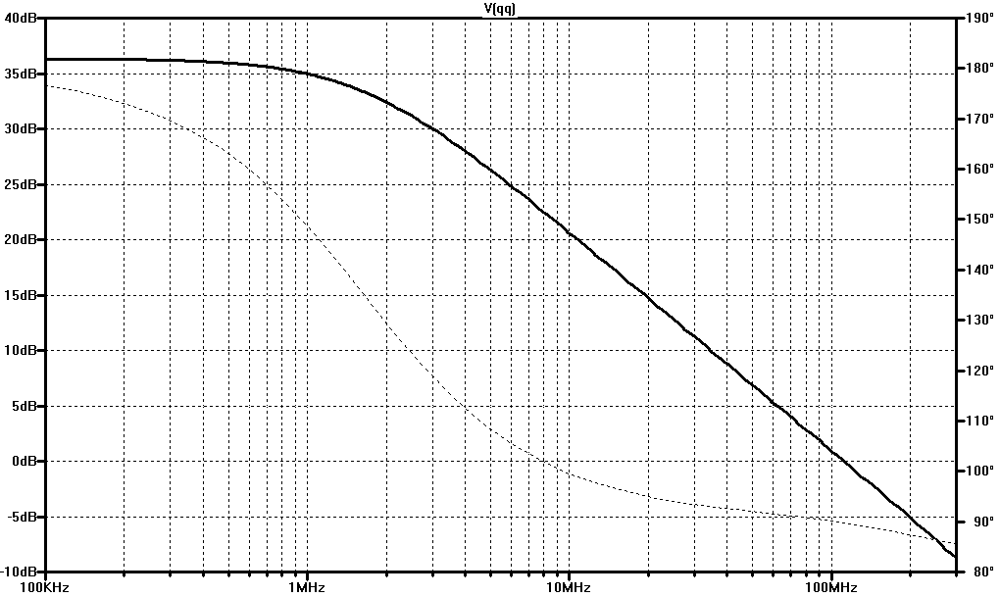 V(qq)
40dB 190°
35dB 180°
30dB 170°
25dB 160°
20dB 150°
15dB 140°
10dB 130°
5dB 120°
0dB 110°
-5dB 100°
-10dB 90°
80°
100KHz 1MHz 10MHz 100MHz